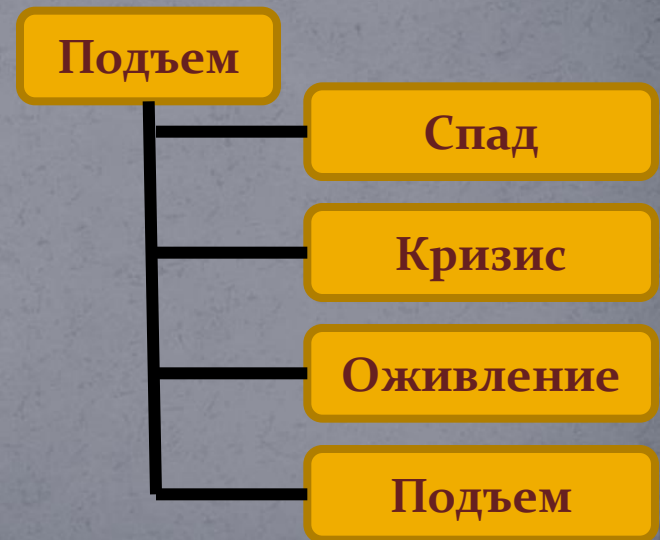 Подъем
Спад
Кризис
Оживление
Подъем